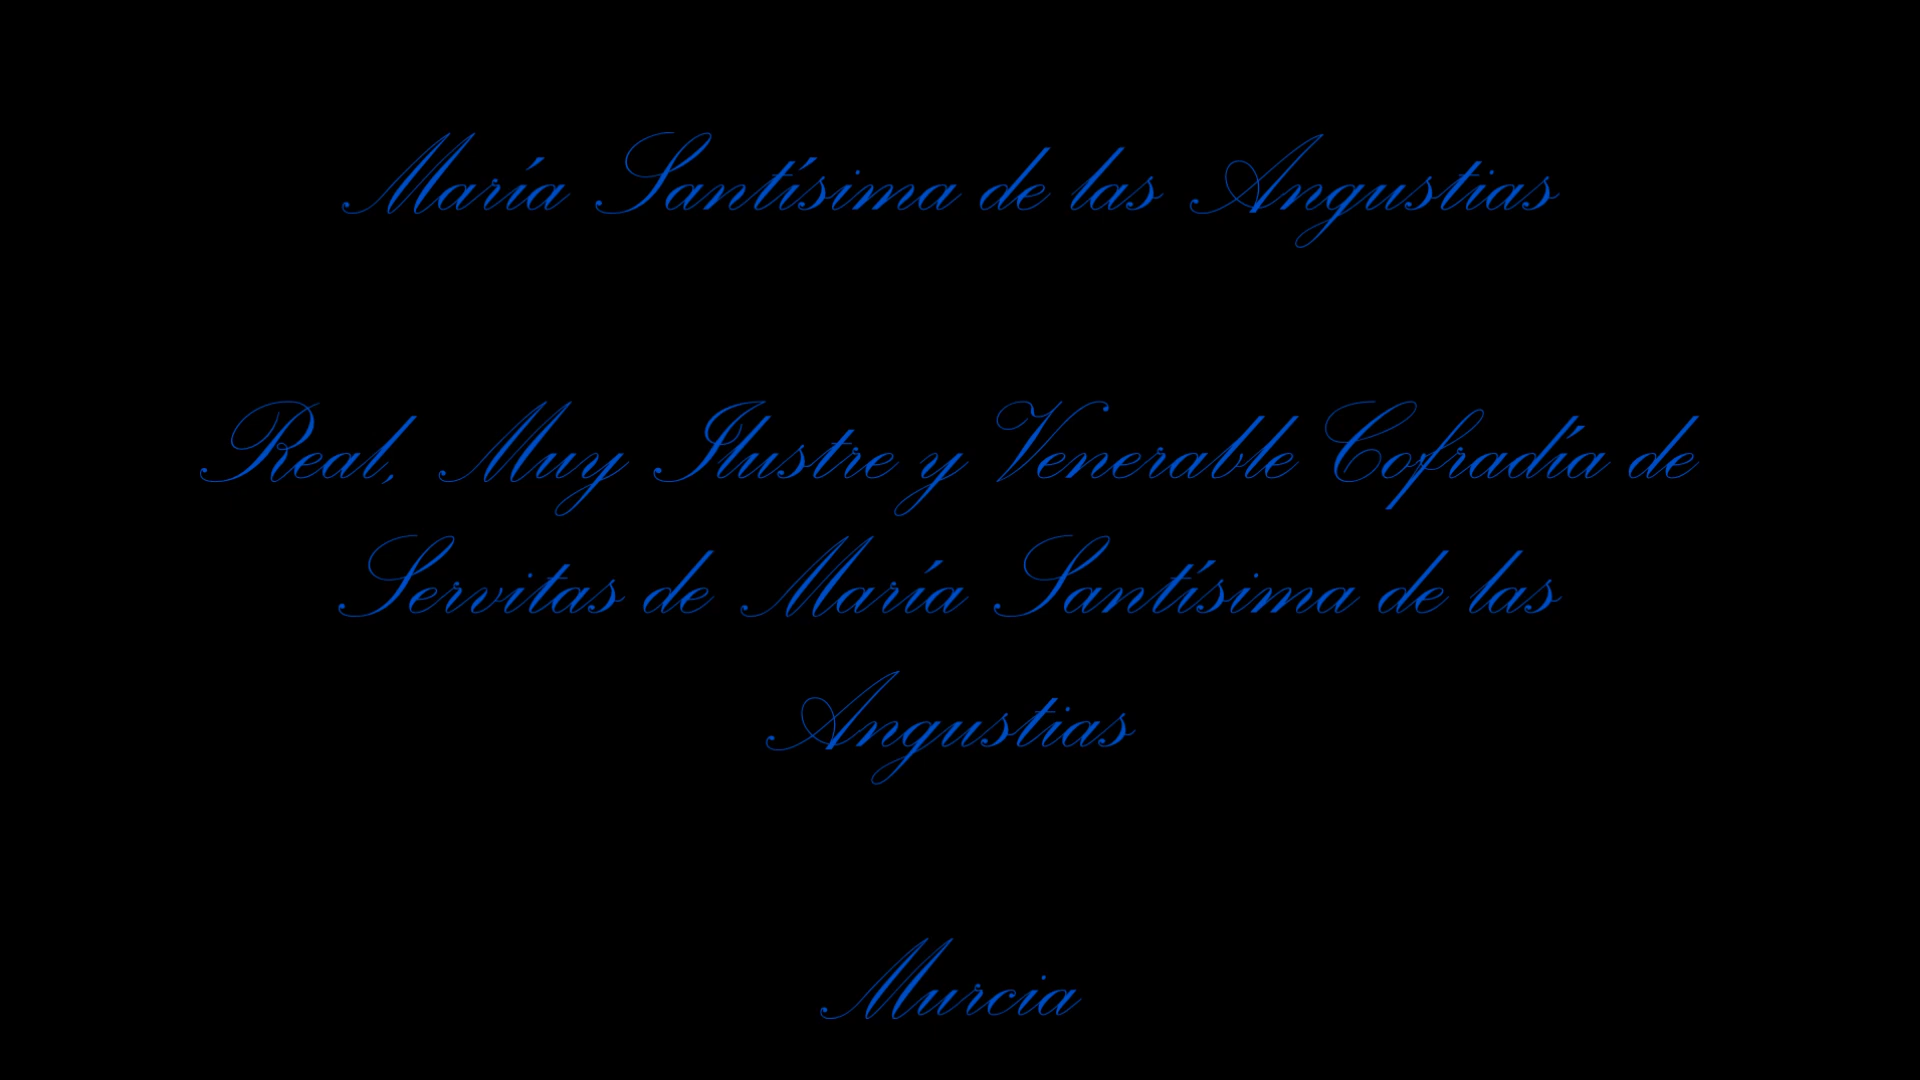 María Santísima de las Angustias
Real, Muy Ilustre y Venerable Cofradía de
Servitas de María Santísima de las
Angustias
Murcia